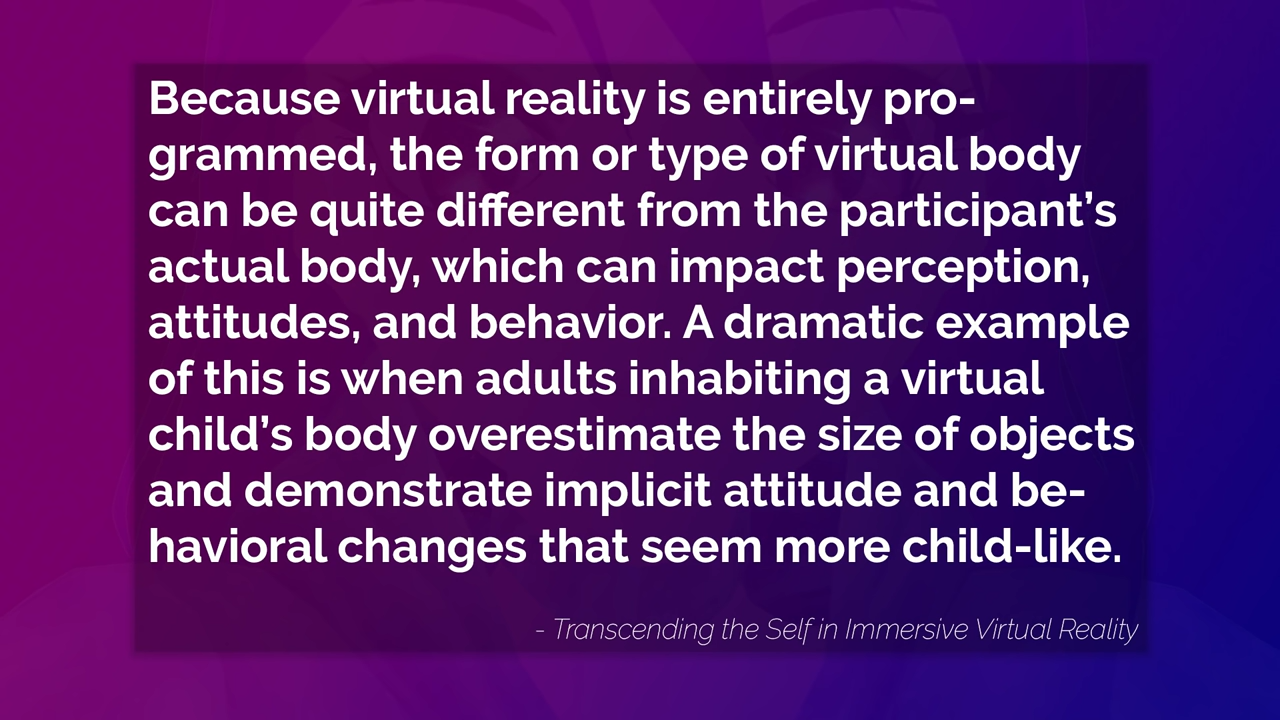 Because virtual reality is entirely pro-
grammed, the form or type of virtual body
can be quite different from the participant’s
actual body, which can impact perception,
attitudes, and behavior. A dramatic example
of this is when adults inhabiting a virtual
child’s body overestimate the size of objects
and demonstrate implicit attitude and be-
havioral changes that seem more child-like.
- Transcending the Self in Immersive Virtual Reality